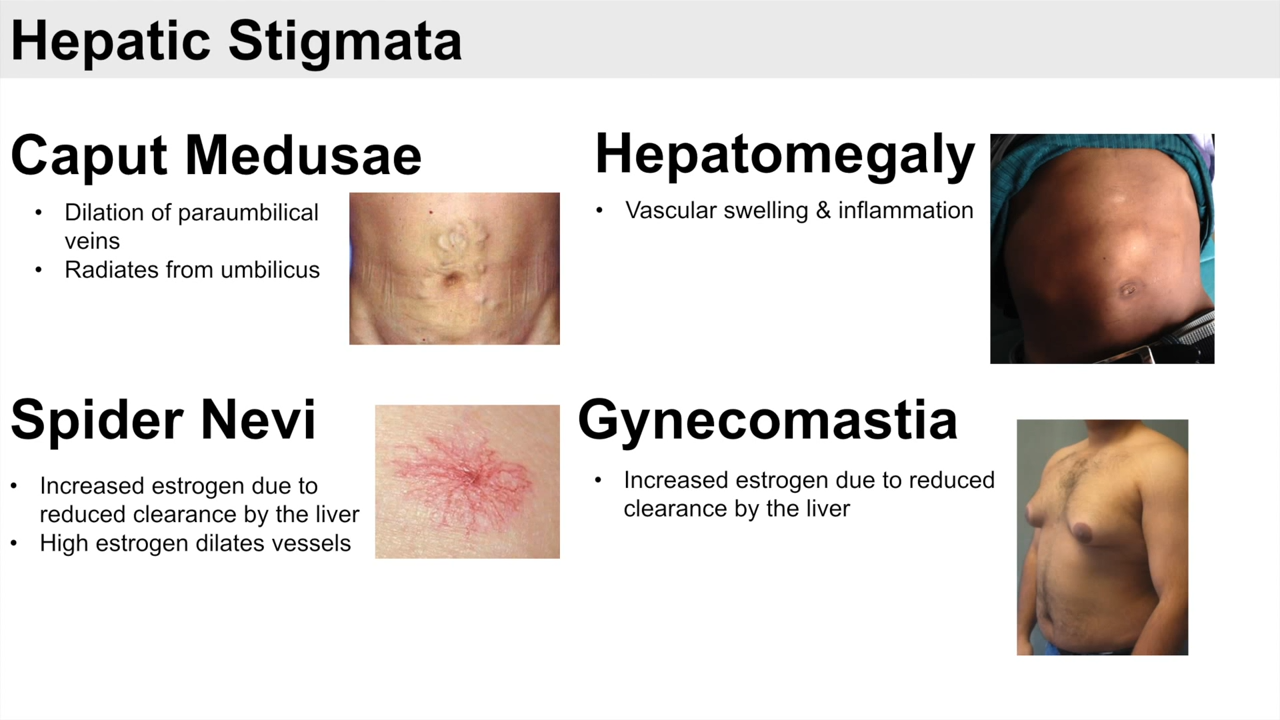 Hepatic Stigmata
Caput Medusae
• Dilation of paraumbilical
veins
• Radiates from umbilicus
Hepatomegaly
• Vascular swelling & inflammation
Spider Nevi
• Increased estrogen due to
reduced clearance by the liver
• High estrogen dilates vessels
Gynecomastia
• Increased estrogen due to reduced
clearance by the liver